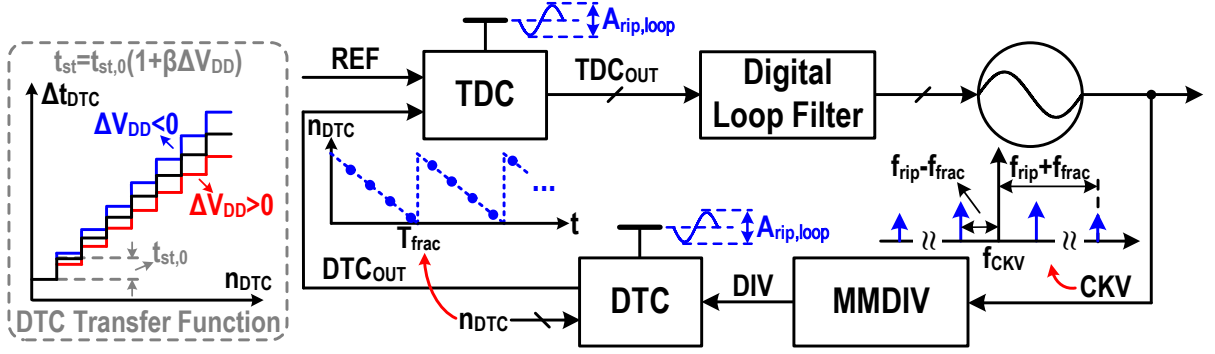 t_st=t_st,0(1+βΔV_DD)
Δt_DTC
ΔV_DD<0
ΔV_DD>0
t_st,0
n_DTC
DTC Transfer Function
REF
TDC
A_rip,loop
TDC_OUT
Digital
Loop Filter
n_DTC
...
t
T_frac
DTC_OUT
n_DTC
DTC
A_rip,loop
DIV
MMDIV
f_rip-f_frac
f_rip+f_frac
≈
≈
f_CKV
CKV